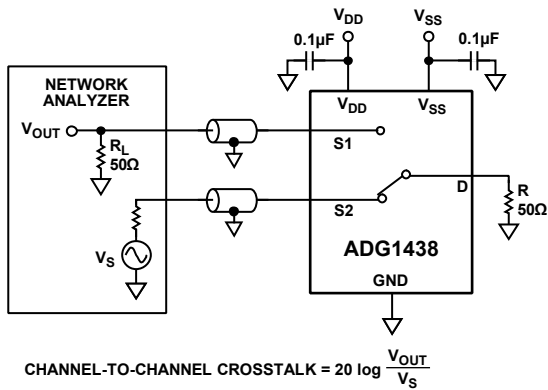 V_DD
V_SS
0.1µF
0.1µF
NETWORK
ANALYZER
V_DD
V_SS
V_OUT
R_L
50Ω
S1
S2
D
R
50Ω
V_S
ADG1438
GND
CHANNEL-TO-CHANNEL CROSSTALK = 20 log V_OUT / V_S